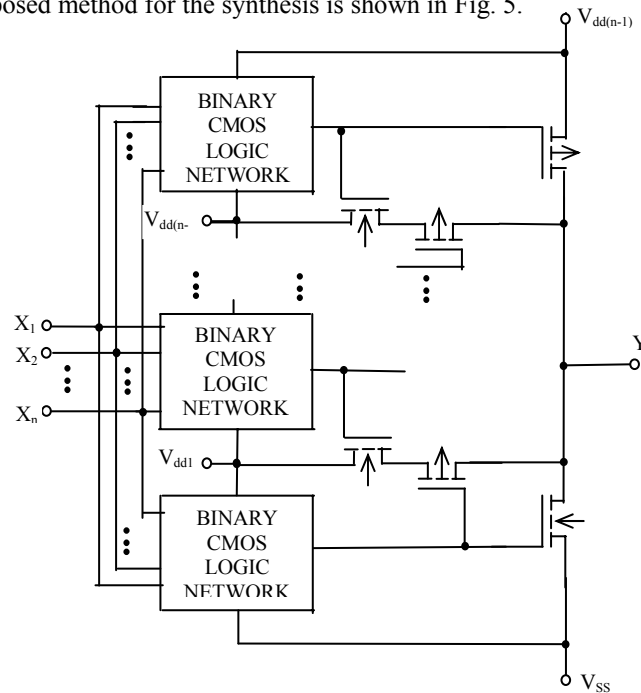 posed method for the synthesis is shown in Fig. 5.
Vdd(n-1)
BINARY
CMOS
LOGIC
NETWORK
Vdd(n-
X1
X2
Xn
BINARY
CMOS
LOGIC
NETWORK
Y
Vdd1
BINARY
CMOS
LOGIC
NETWORK
VSS